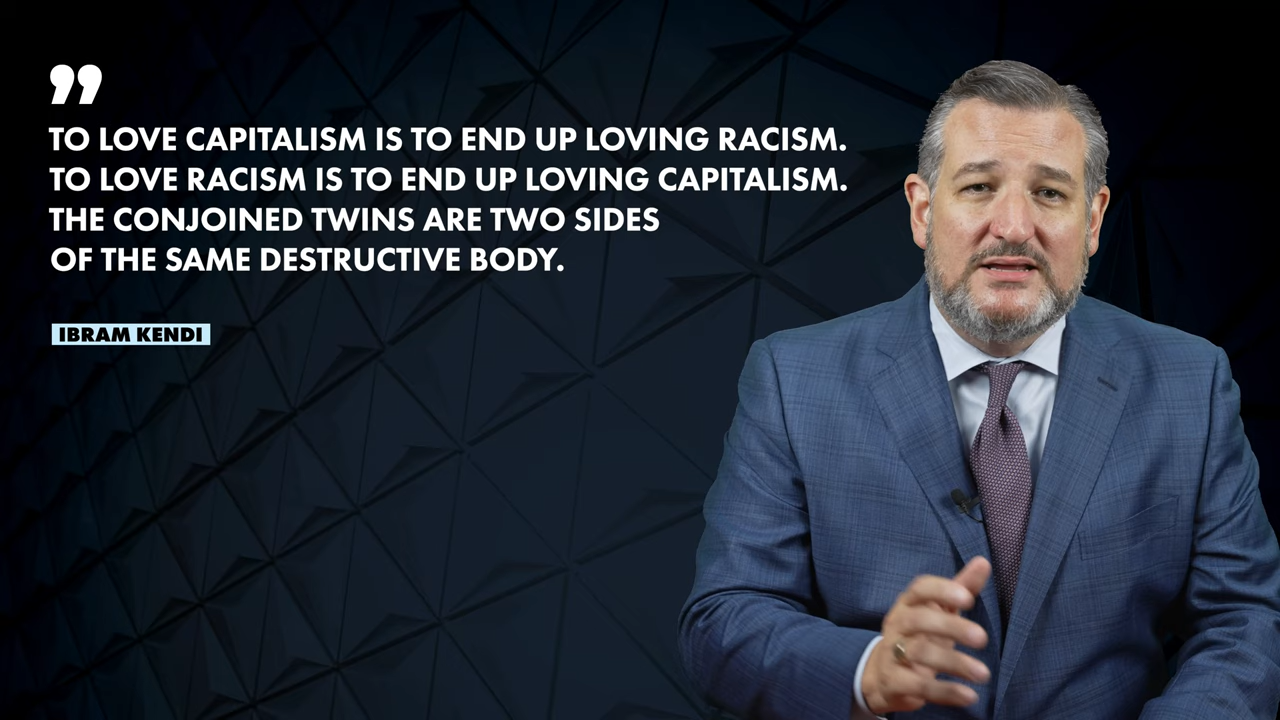 ”
TO LOVE CAPITALISM IS TO END UP LOVING RACISM.
TO LOVE RACISM IS TO END UP LOVING CAPITALISM.
THE CONJOINED TWINS ARE TWO SIDES
OF THE SAME DESTRUCTIVE BODY.
IBRAM KENDI